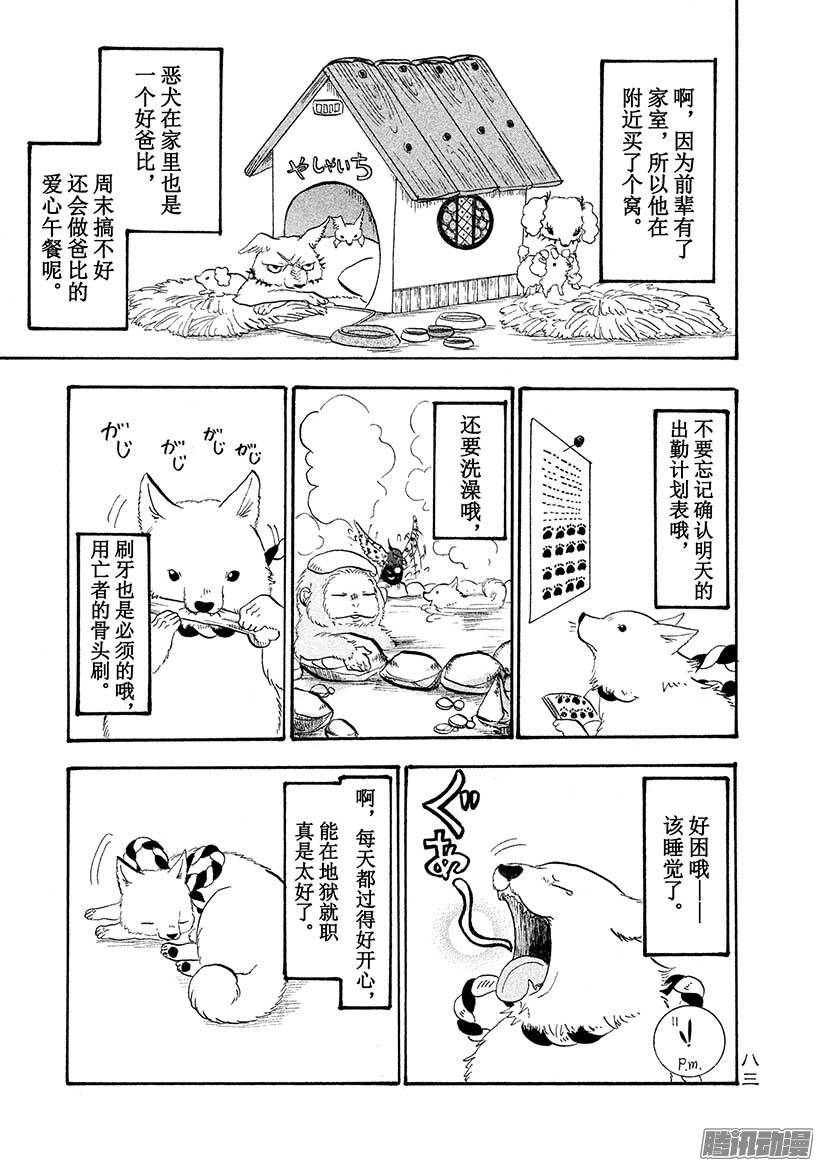 啊，因为前辈有了
家室，所以他在
附近买了个窝。
恶犬在家里也是
一个好爸比，
周末搞不好
还会做爸比的
爱心午餐呢。
やしゃいち
不要忘记确认明天的
出勤计划表哦，
还要洗澡哦，
がじ
がじ
がじ
がじ
刷牙也是必须的哦，
用亡者的骨头刷。
好困哦——
该睡觉了。
ぐあ
P.m.
啊，每天都过得好开心，
能在地狱就职
真是太好了。
八三
腾讯动漫